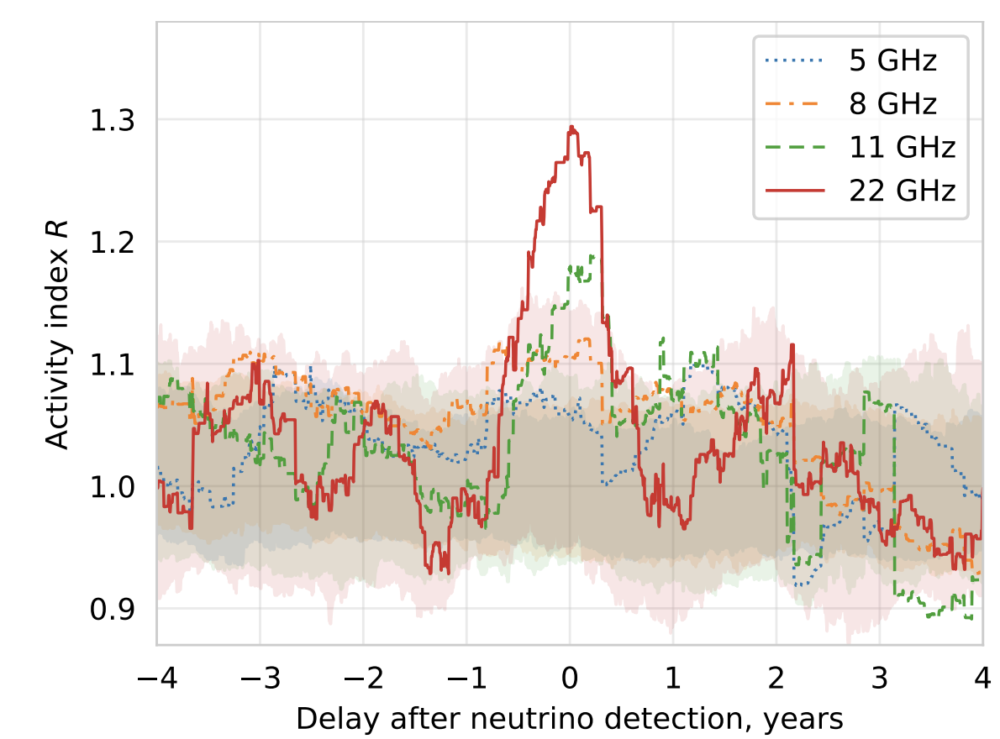 5 GHz
8 GHz
11 GHz
22 GHz
1.3
1.2
1.1
1.0
0.9
Activity index R
−4 −3 −2 −1 0 1 2 3 4
Delay after neutrino detection, years